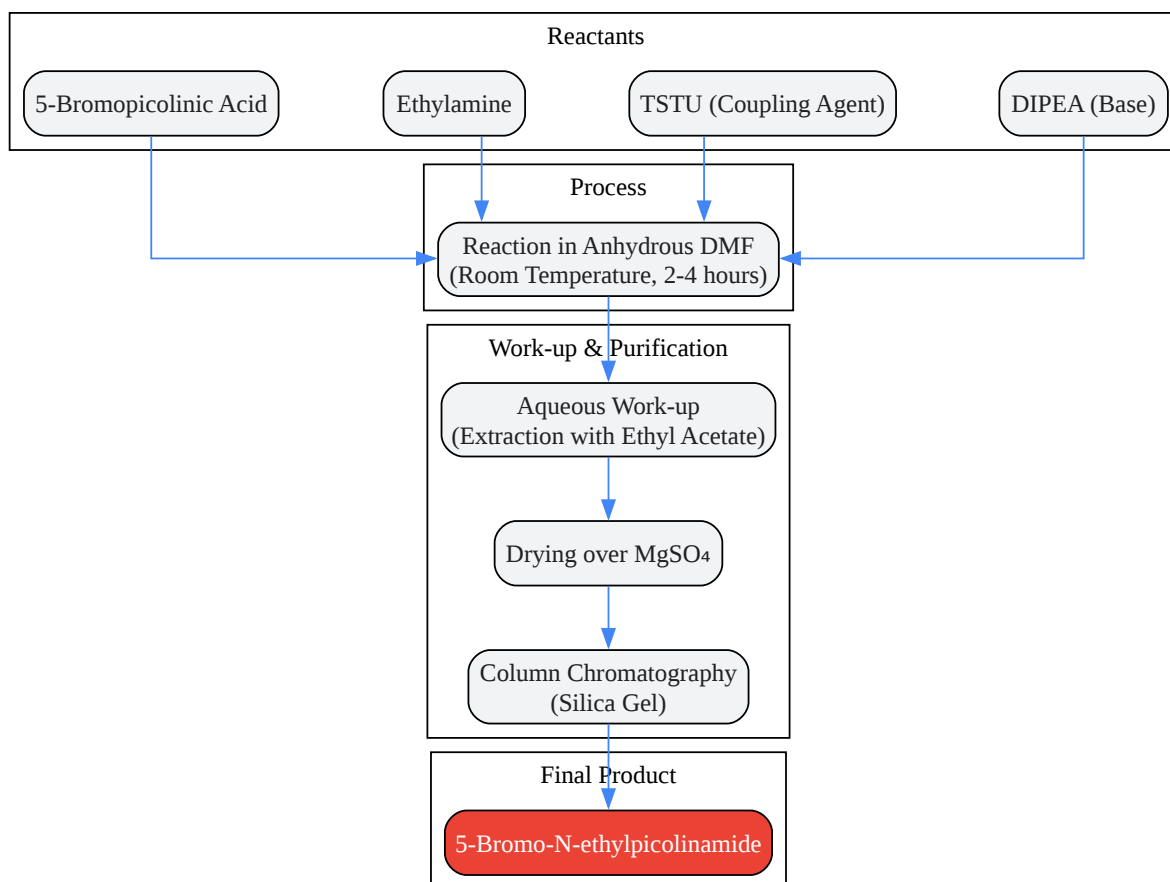 Reactants
5-Bromopicolinic Acid
Ethylamine
TSTU (Coupling Agent)
DIPEA (Base)
Process
Reaction in Anhydrous DMF
(Room Temperature, 2-4 hours)
Work-up & Purification
Aqueous Work-up
(Extraction with Ethyl Acetate)
Drying over MgSO₄
Column Chromatography
(Silica Gel)
Final Product
5-Bromo-N-ethylpicolinamide